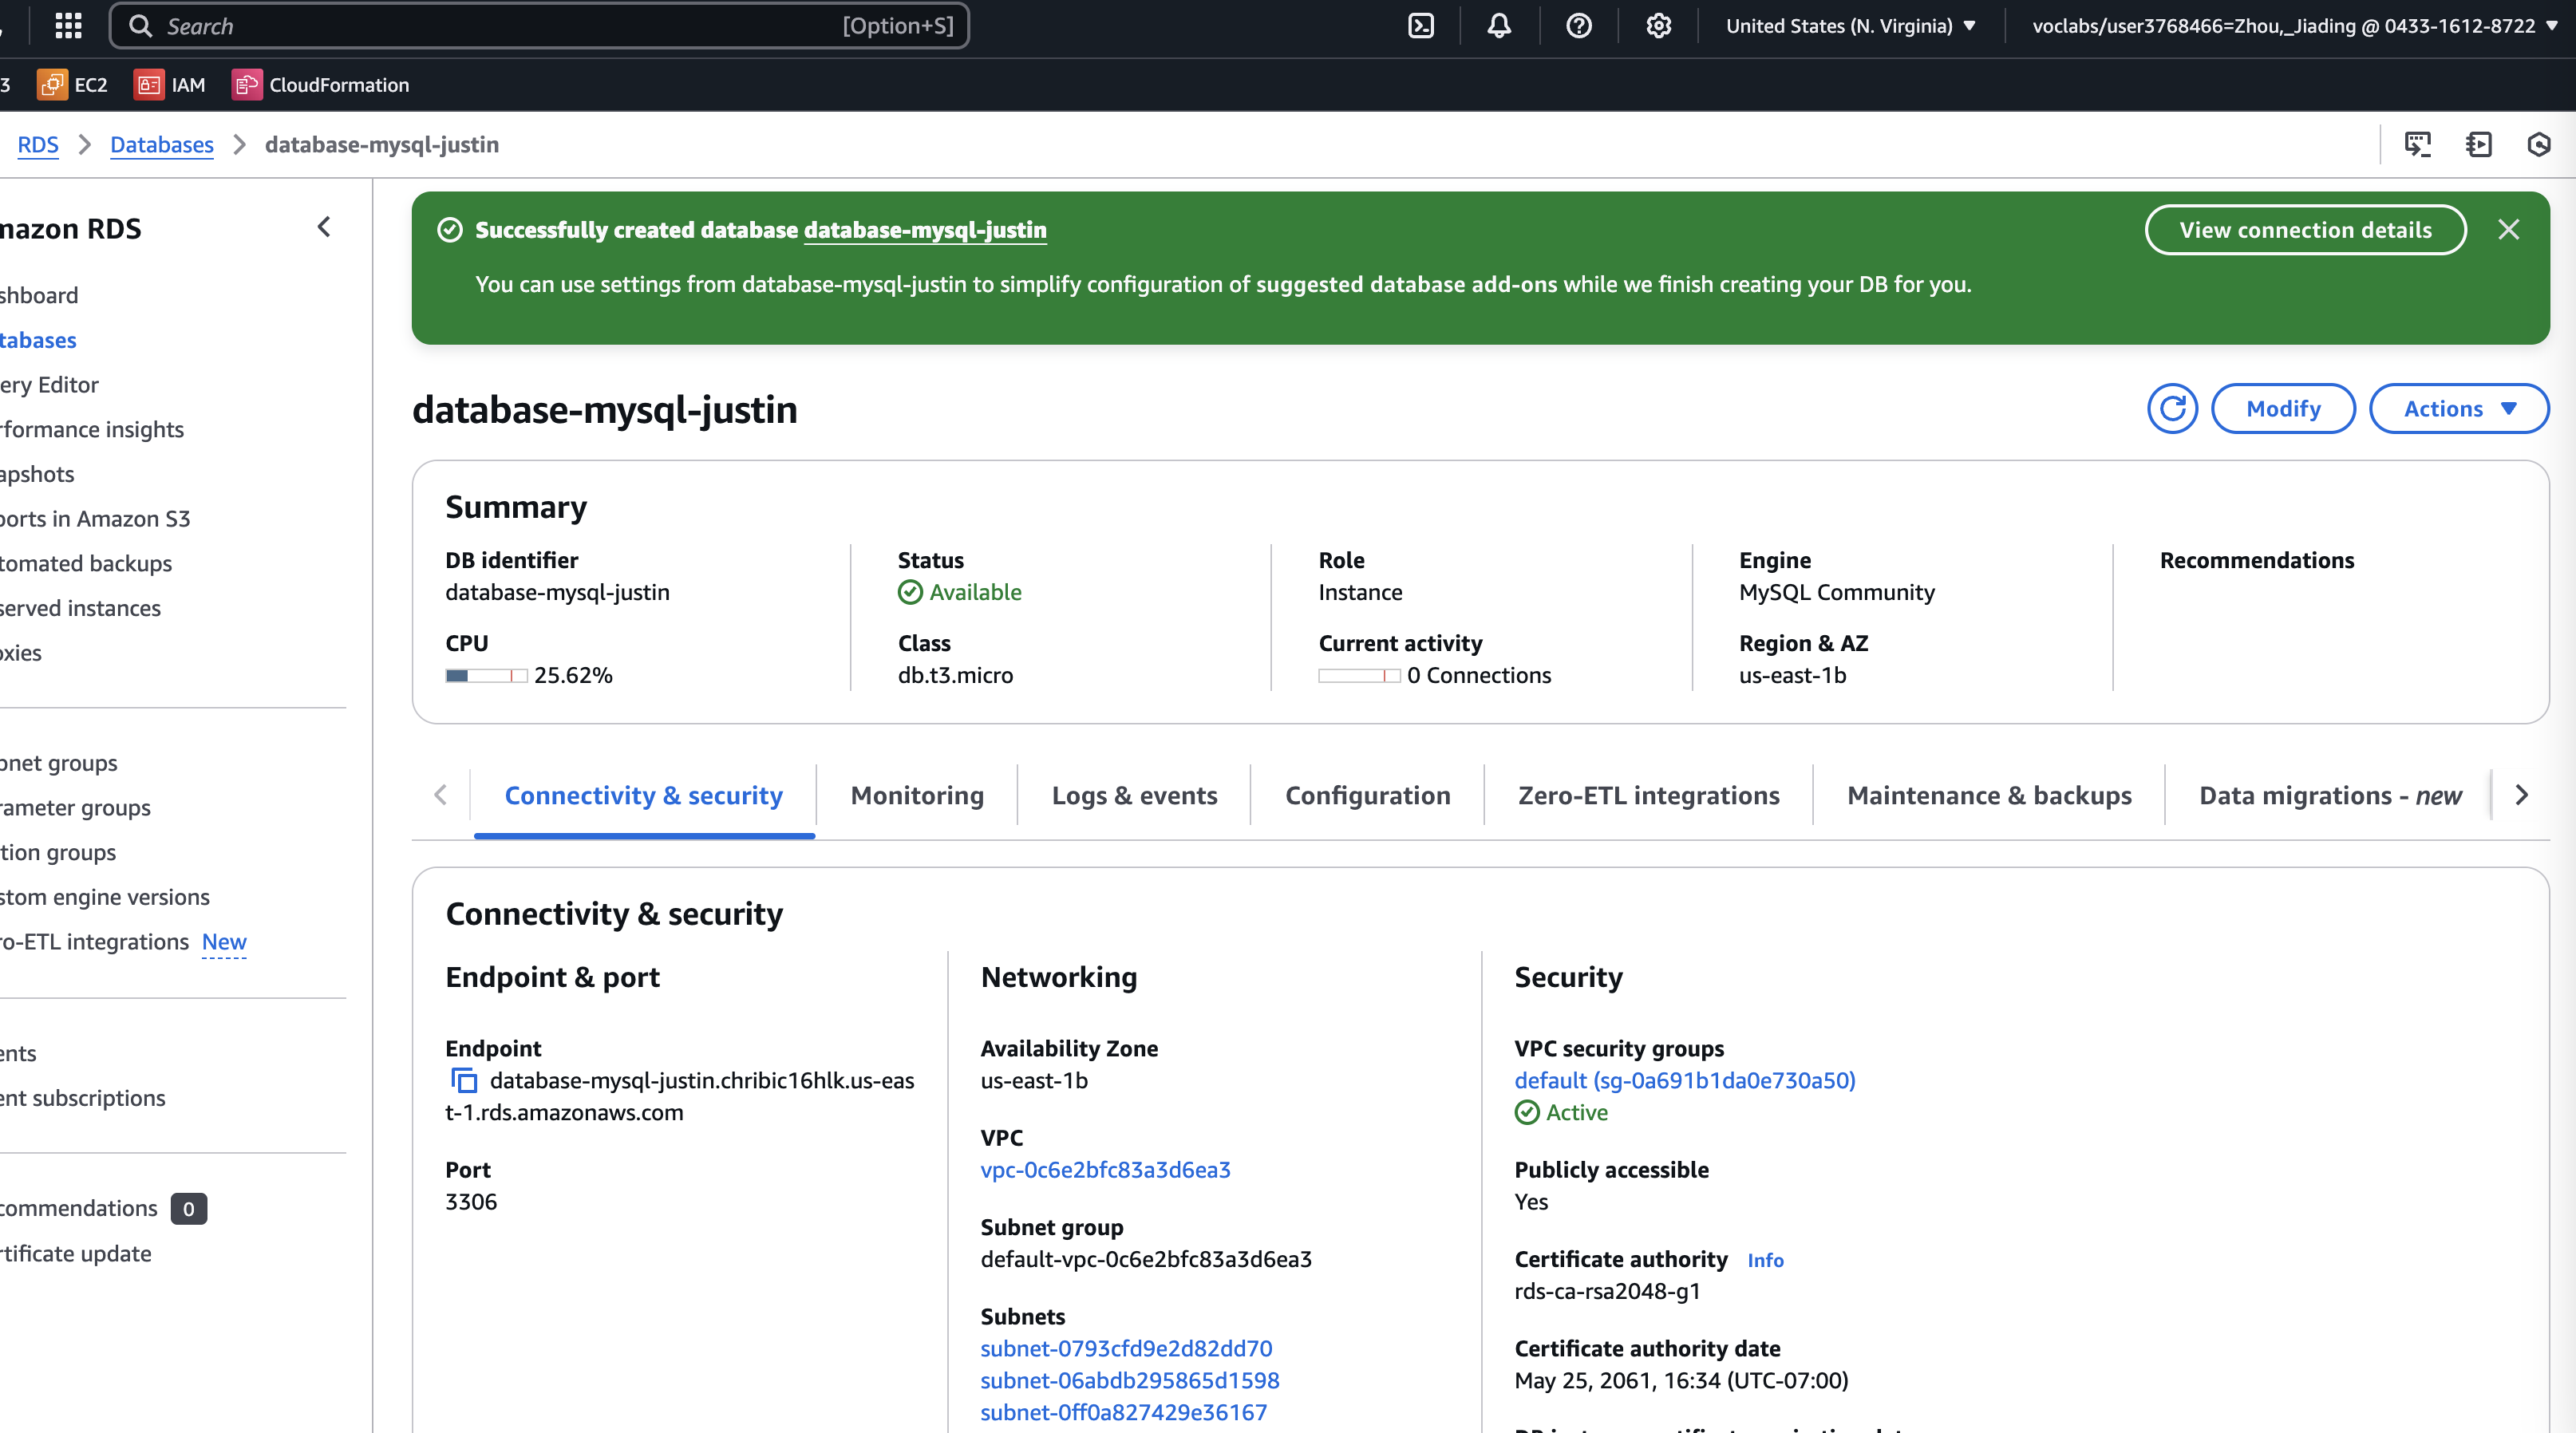 Search [Option+S] United States (N. Virginia) voclabs/user3768466=Zhou,_Jiading @ 0433-1612-8722
3 EC2 IAM CloudFormation
RDS Databases database-mysql-justin
mazon RDS
shboard
tabases
ery Editor
rformance insights
apshots
ports in Amazon S3
tomated backups
served instances
oxies
bnet groups
rameter groups
tion groups
stom engine versions
ro-ETL integrations New
ents
ent subscriptions
commendations 0
rtificate update
Successfully created database database-mysql-justin
View connection details
You can use settings from database-mysql-justin to simplify configuration of suggested database add-ons while we finish creating your DB for you.
database-mysql-justin
Modify Actions
Summary
DB identifier
database-mysql-justin
CPU
25.62%
Status
Available
Class
db.t3.micro
Role
Instance
Current activity
0 Connections
Engine
MySQL Community
Region & AZ
us-east-1b
Recommendations
Connectivity & security Monitoring Logs & events Configuration Zero-ETL integrations Maintenance & backups Data migrations - new
Connectivity & security
Endpoint & port
Endpoint
database-mysql-justin.chribic16hlk.us-eas
t-1.rds.amazonaws.com
Port
3306
Networking
Availability Zone
us-east-1b
VPC
vpc-0c6e2bfc83a3d6ea3
Subnet group
default-vpc-0c6e2bfc83a3d6ea3
Subnets
subnet-0793cfd9e2d82dd70
subnet-06abdb295865d1598
subnet-0ff0a827429e36167
Security
VPC security groups
default (sg-0a691b1da0e730a50)
Active
Publicly accessible
Yes
Certificate authority Info
rds-ca-rsa2048-g1
Certificate authority date
May 25, 2061, 16:34 (UTC-07:00)